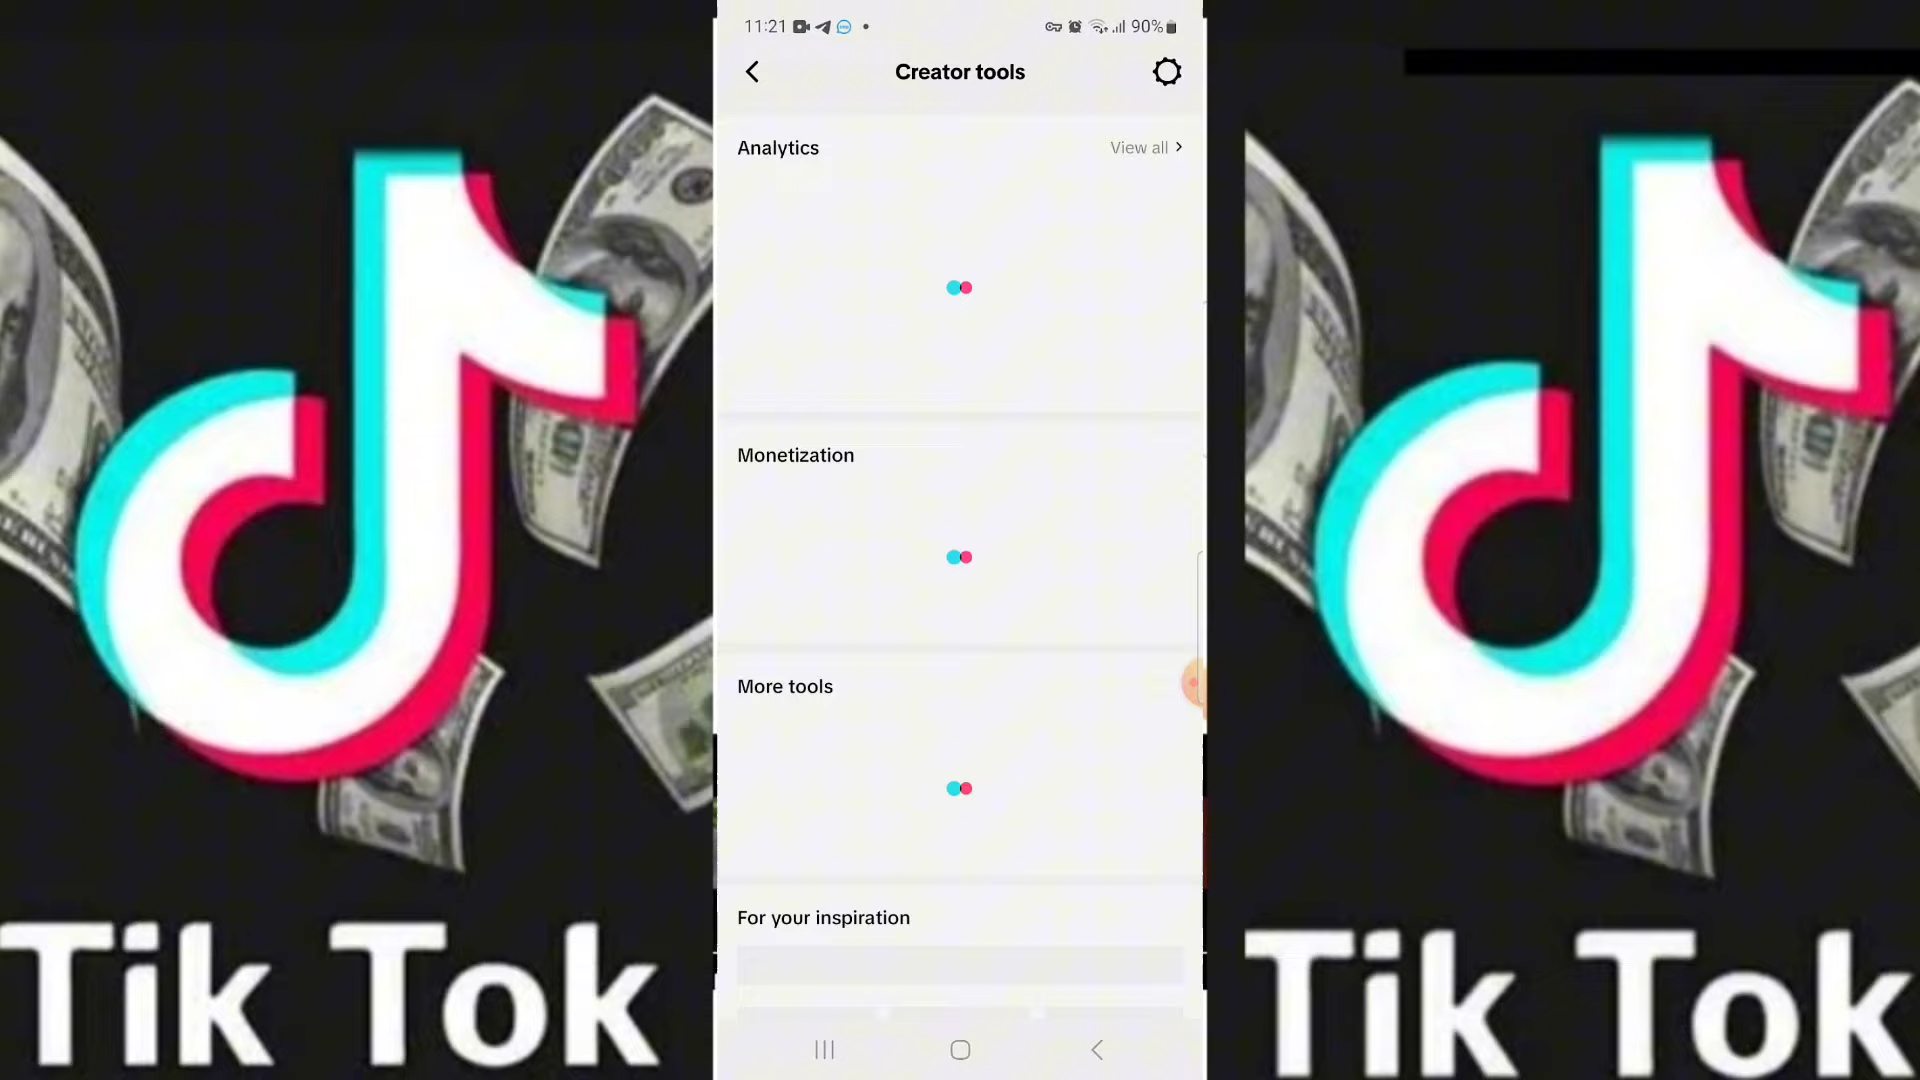 11:21
90%
Creator tools
Analytics
View all
Monetization
More tools
For your inspiration
Tik Tok
Tik Tok